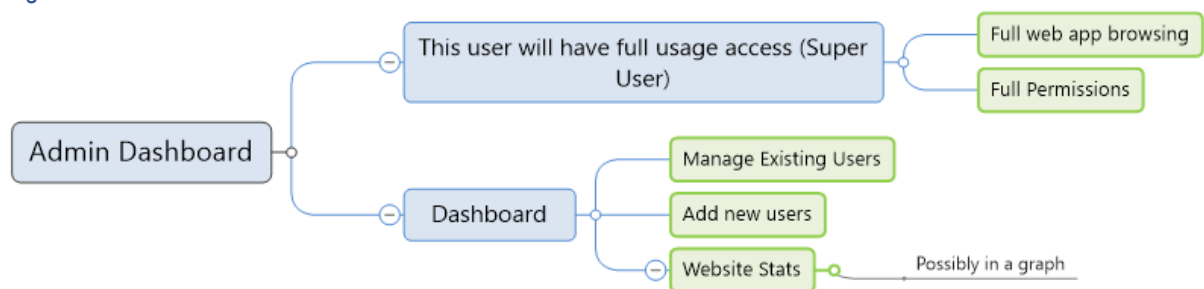 Admin Dashboard
This user will have full usage access (Super
User)
Full web app browsing
Full Permissions
Dashboard
Manage Existing Users
Add new users
Website Stats
Possibly in a graph